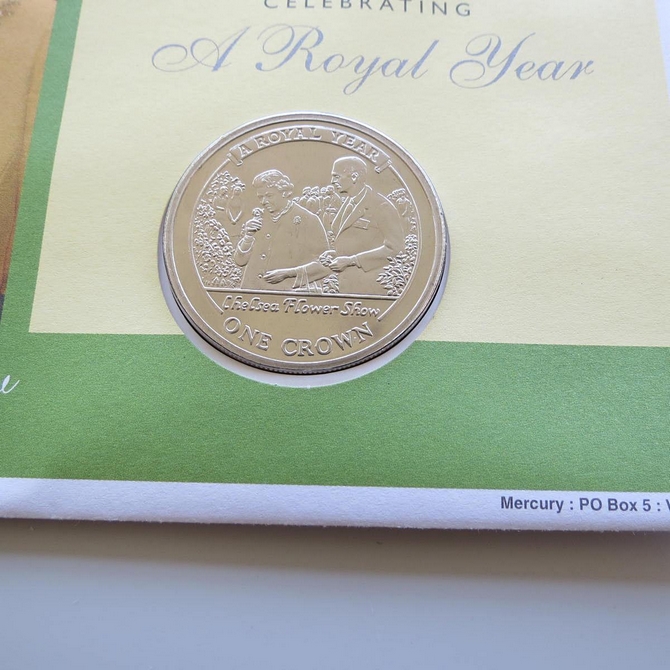 CELEBRATING
A Royal Year
A ROYAL YEAR
Chelsea Flower Show
ONE CROWN
Mercury : PO Box 5 :